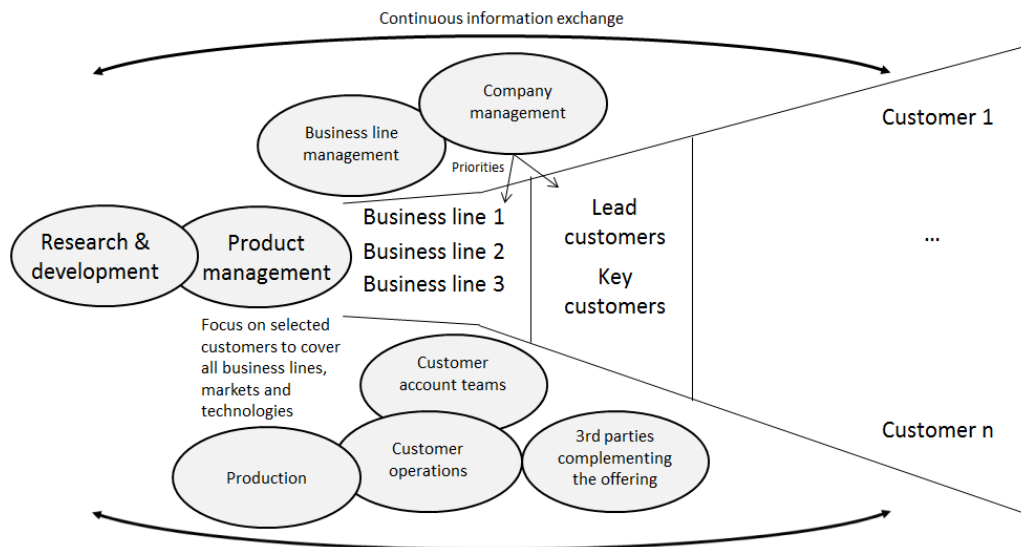 Continuous information exchange
Company
management
Business line
management
Customer 1
Priorities
Business line 1
Business line 2
Business line 3
Lead
customers
Key
customers
...
Research &
development
Product
management
Focus on selected
customers to cover
all business lines,
markets and
technologies
Customer
account teams
Customer n
Production
Customer
operations
3rd parties
complementing
the offering